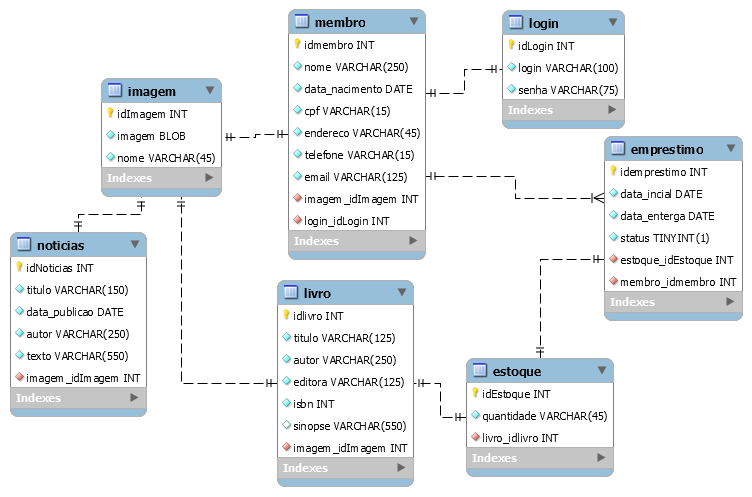 membro
idmembro INT
nome VARCHAR(250)
data_nacimento DATE
cpf VARCHAR(15)
endereco VARCHAR(45)
telefone VARCHAR(15)
email VARCHAR(125)
imagem_idImagem INT
login_idLogin INT
Indexes
login
idLogin INT
login VARCHAR(100)
senha VARCHAR(75)
Indexes
imagem
idImagem INT
imagem BLOB
nome VARCHAR(45)
Indexes
emprestimo
idemprestimo INT
data_incial DATE
data_enterga DATE
status TINYINT(1)
estoque_idEstoque INT
membro_idmembro INT
Indexes
noticias
idNoticias INT
titulo VARCHAR(150)
data_publicao DATE
autor VARCHAR(250)
texto VARCHAR(550)
imagem_idImagem INT
Indexes
livro
idlivro INT
titulo VARCHAR(125)
autor VARCHAR(250)
editora VARCHAR(125)
isbn INT
sinopse VARCHAR(550)
imagem_idImagem INT
Indexes
estoque
idEstoque INT
quantidade VARCHAR(45)
livro_idlivro INT
Indexes